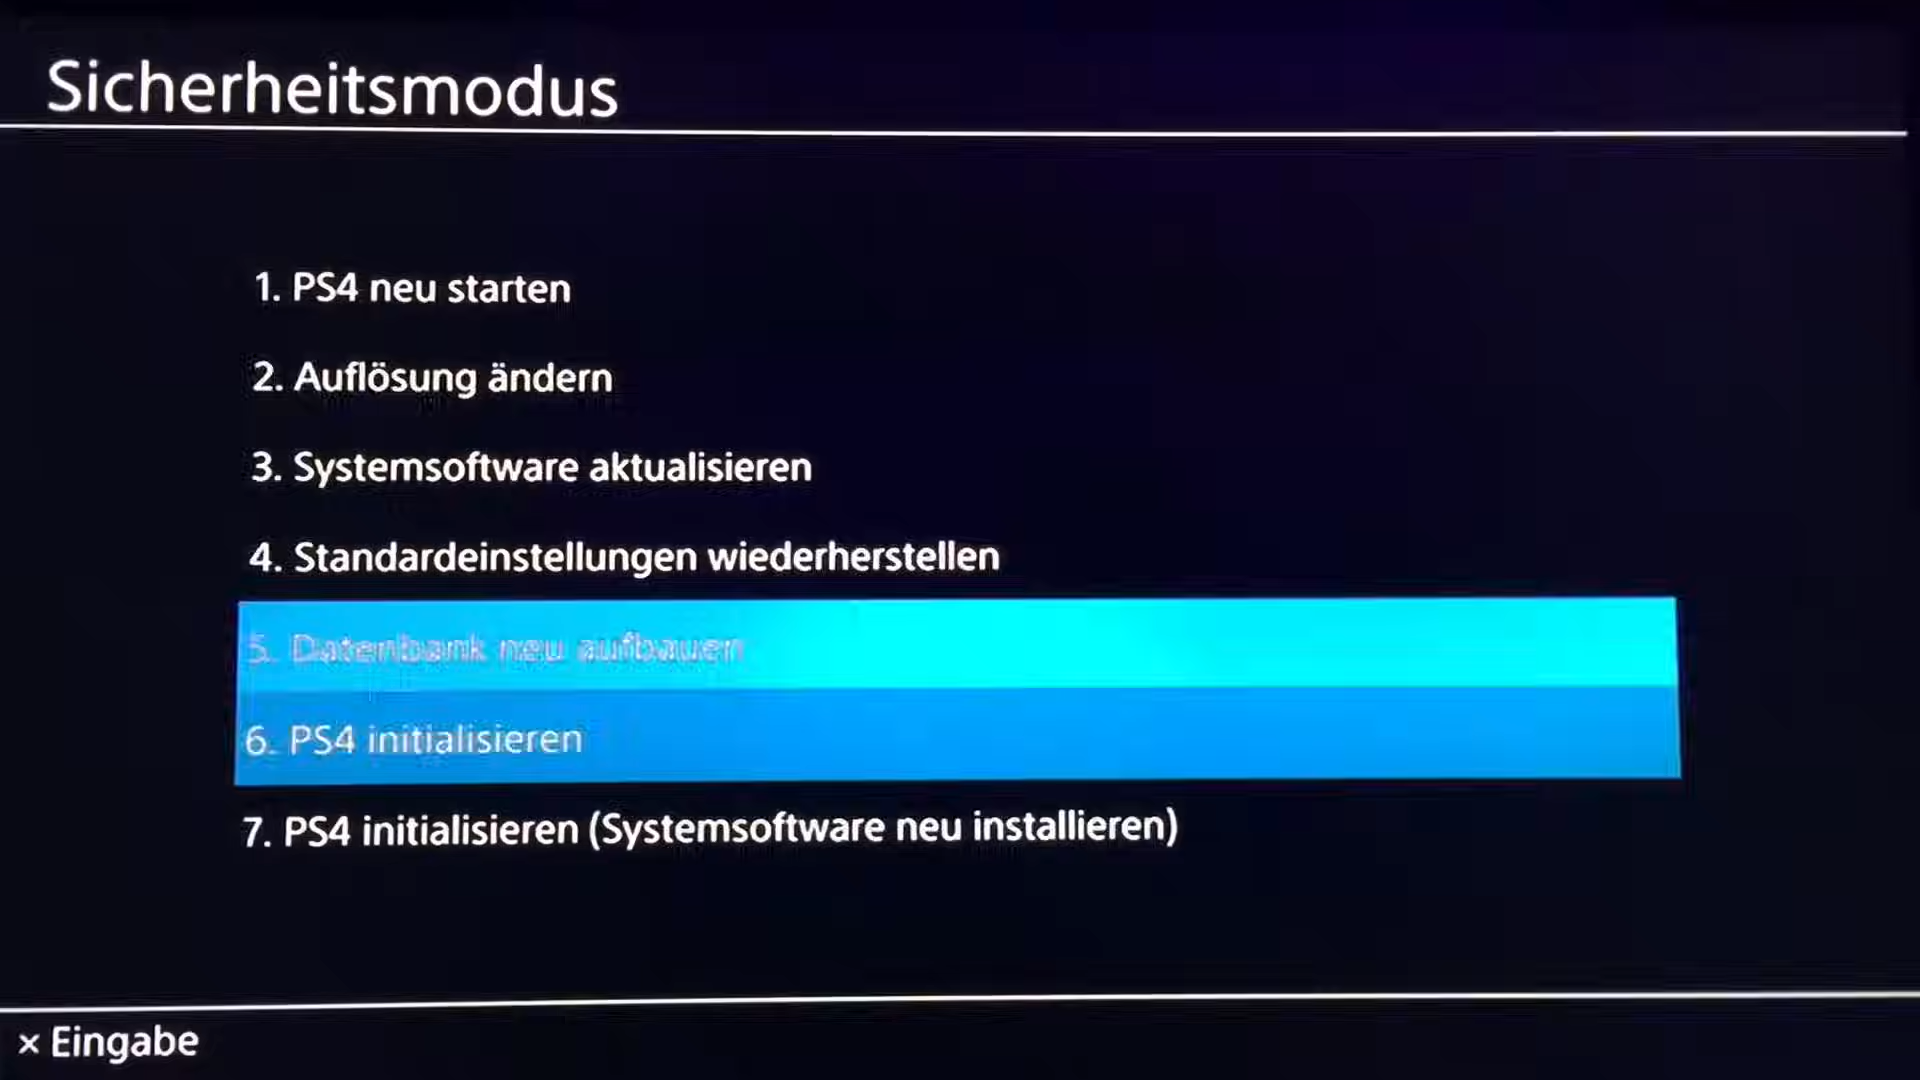 Sicherheitsmodus
1. PS4 neu starten
2. Auflösung ändern
3. Systemsoftware aktualisieren
4. Standardeinstellungen wiederherstellen
5. Datenbank neu aufbauen
6. PS4 initialisieren
7. PS4 initialisieren (Systemsoftware neu installieren)
× Eingabe